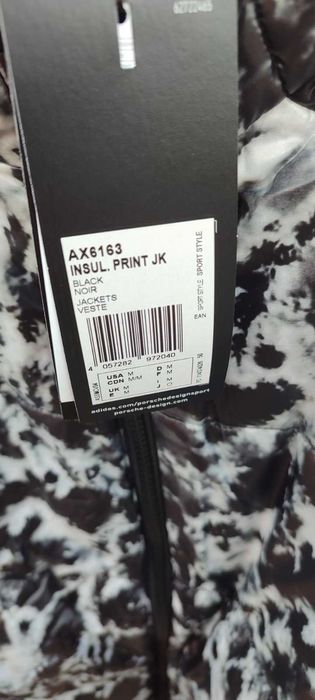 62722485
AX6163
INSUL. PRINT JK
BLACK
NOIR
JACKETS
VESTE
SPORT STYLE SPORT STYLE
EAN
4 057282 972040
USA M
CDN M/M
UK M
E M
D M
F M
I M
J M
adidas.com/porschedesignsport
porsche-design.com